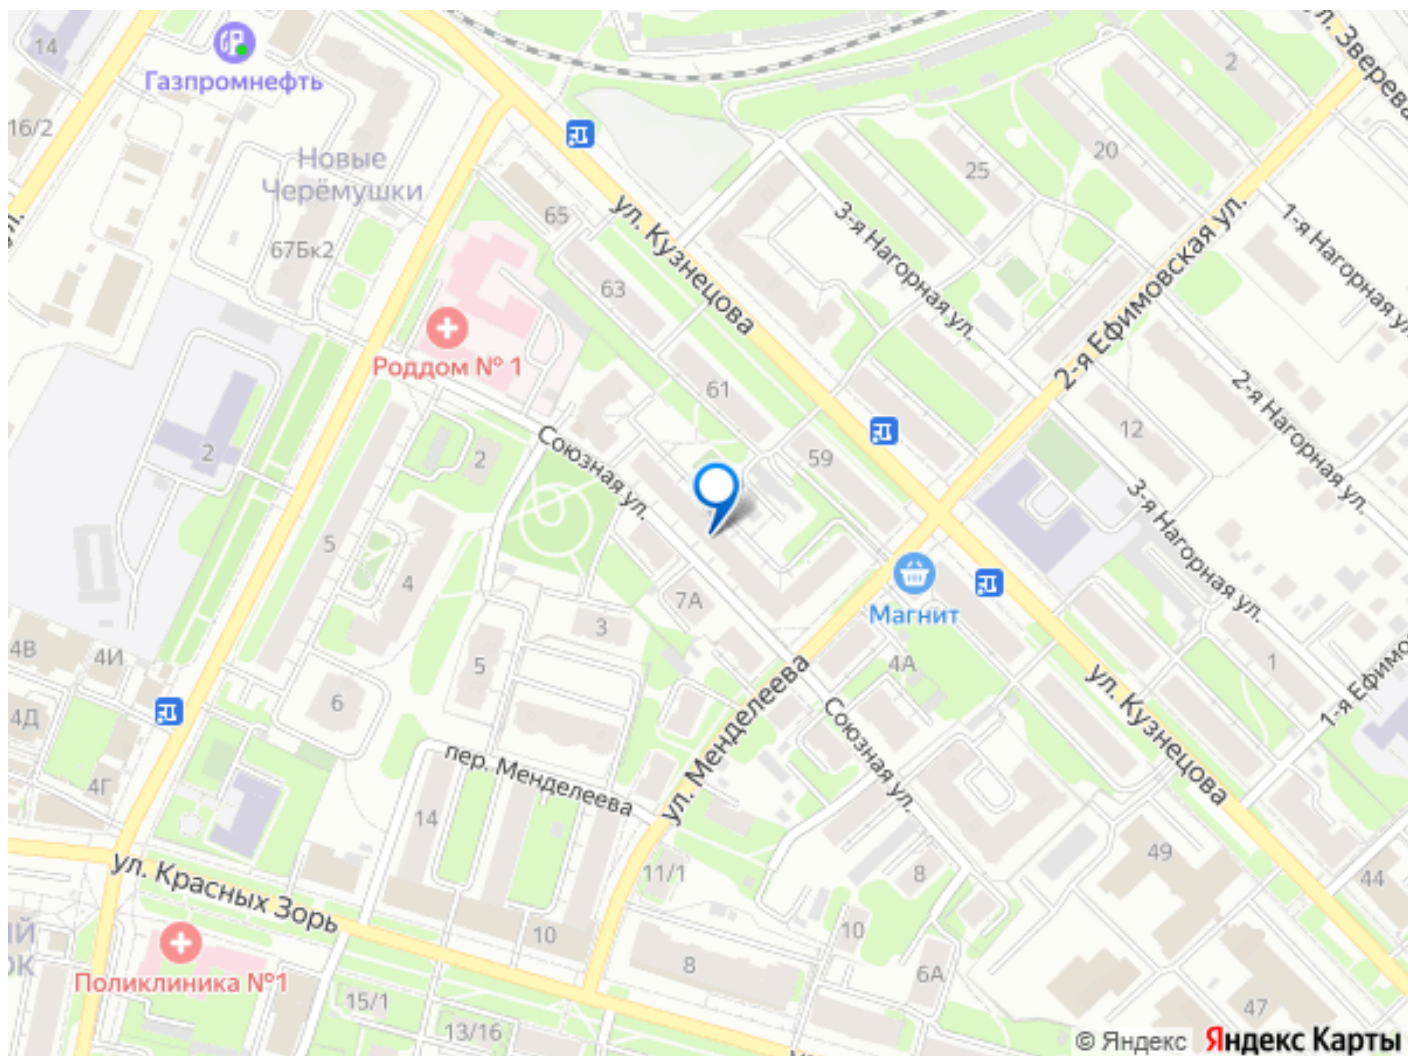 14
Газпромнефть
16/2
Новые
Черёмушки
67Бк2
65
63
61
59
ул. Кузнецова
ул. Зверева
2
20
25
3-я Нагорная ул.
2-я Ефимовская ул.
1-я Нагорная ул.
2-я Нагорная ул.
12
3-я Нагорная ул.
Роддом № 1
2
2
Союзная ул.
5
4
7А
3
5
6
Магнит
4А
1
1-я Ефимо
ул. Кузнецова
4В
4И
4Д
4Г
пер. Менделеева
ул. Менделеева
Союзная ул.
14
11/1
8
49
44
ул. Красных Зорь
10
10
8
6А
47
Поликлиника №1
15/1
13/16
© Яндекс Яндекс Карты